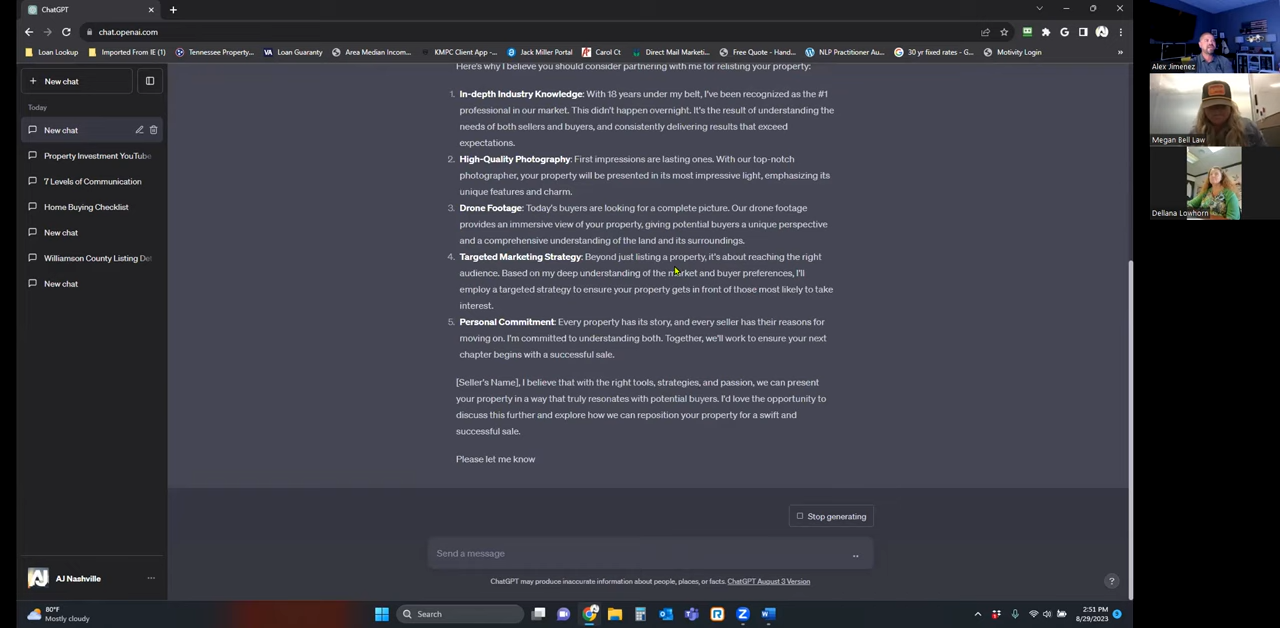 ChatGPT
chat.openai.com
Loan Lookup
Imported From IE (1)
Tennessee Property...
VA Loan Guaranty
Area Median Incom...
KMPC Client App -...
Jack Miller Portal
Carol Ct
Direct Mail Marketi...
Free Quote - Hand...
NLP Practitioner Au...
30 yr fixed rates - G...
Motivity Login
»
+ New chat
Today
New chat
Property Investment YouTube
7 Levels of Communication
Home Buying Checklist
New chat
Williamson County Listing De
New chat
AJ Nashville
...
Here's why I believe you should consider partnering with me for relisting your property:
1. In-depth Industry Knowledge: With 18 years under my belt, I've been recognized as the #1
professional in our market. This didn't happen overnight. It's the result of understanding the
needs of both sellers and buyers, and consistently delivering results that exceed
expectations.
2. High-Quality Photography: First impressions are lasting ones. With our top-notch
photographer, your property will be presented in its most impressive light, emphasizing its
unique features and charm.
3. Drone Footage: Today's buyers are looking for a complete picture. Our drone footage
provides an immersive view of your property, giving potential buyers a unique perspective
and a comprehensive understanding of the land and its surroundings.
4. Targeted Marketing Strategy: Beyond just listing a property, it's about reaching the right
audience. Based on my deep understanding of the market and buyer preferences, I'll
employ a targeted strategy to ensure your property gets in front of those most likely to take
interest.
5. Personal Commitment: Every property has its story, and every seller has their reasons for
moving on. I'm committed to understanding both. Together, we'll work to ensure your next
chapter begins with a successful sale.
[Seller's Name], I believe that with the right tools, strategies, and passion, we can present
your property in a way that truly resonates with potential buyers. I'd love the opportunity to
discuss this further and explore how we can reposition your property for a swift and
successful sale.
Please let me know
Stop generating
Send a message
..
ChatGPT may produce inaccurate information about people, places, or facts. ChatGPT August 3 Version
?
80°F
Mostly cloudy
Search
2:51 PM
8/29/2023
Alex Jimenez
Megan Bell Law
Dellana Lowhorn